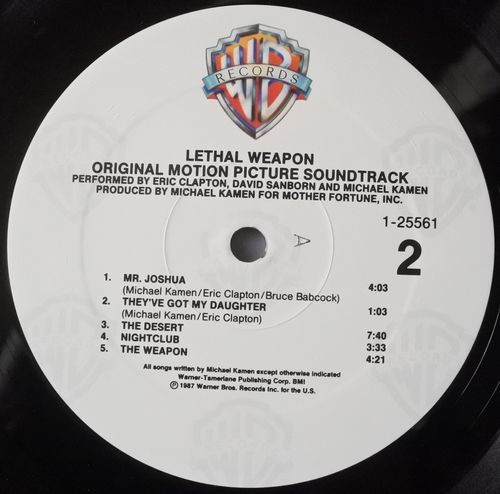 WB
RECORDS
LETHAL WEAPON
ORIGINAL MOTION PICTURE SOUNDTRACK
PERFORMED BY ERIC CLAPTON, DAVID SANBORN AND MICHAEL KAMEN
PRODUCED BY MICHAEL KAMEN FOR MOTHER FORTUNE, INC.
1-25561
2
A
1. MR. JOSHUA
(Michael Kamen/Eric Clapton/Bruce Babcock) 4:03
2. THEY'VE GOT MY DAUGHTER 1:03
(Michael Kamen/Eric Clapton)
3. THE DESERT 7:40
4. NIGHTCLUB 3:33
5. THE WEAPON 4:21
All songs written by Michael Kamen except otherwise indicated
Warner-Tamerlane Publishing Corp. BMI
℗ 1987 Warner Bros. Records Inc. for the U.S.